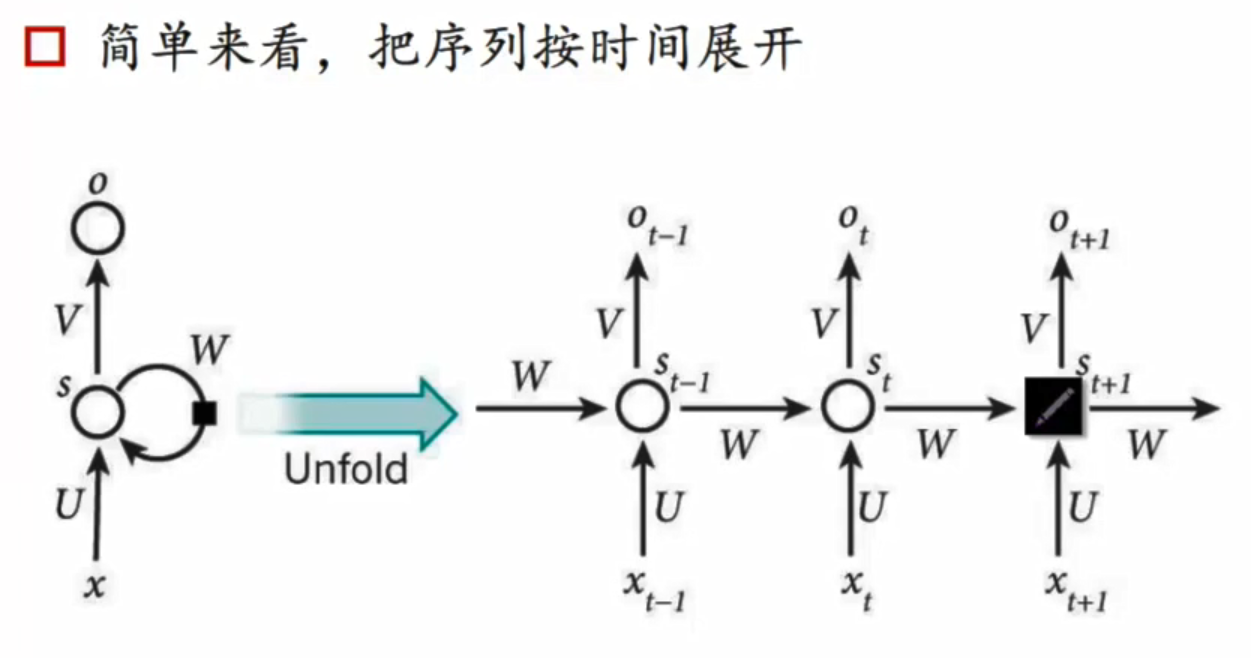 简单来看，把序列按时间展开
o
o_{t-1} o_t o_{t+1}
V V V V
W
s W s_{t-1} s_t s_{t+1}
W W W
Unfold
U U U U
x x_{t-1} x_t x_{t+1}